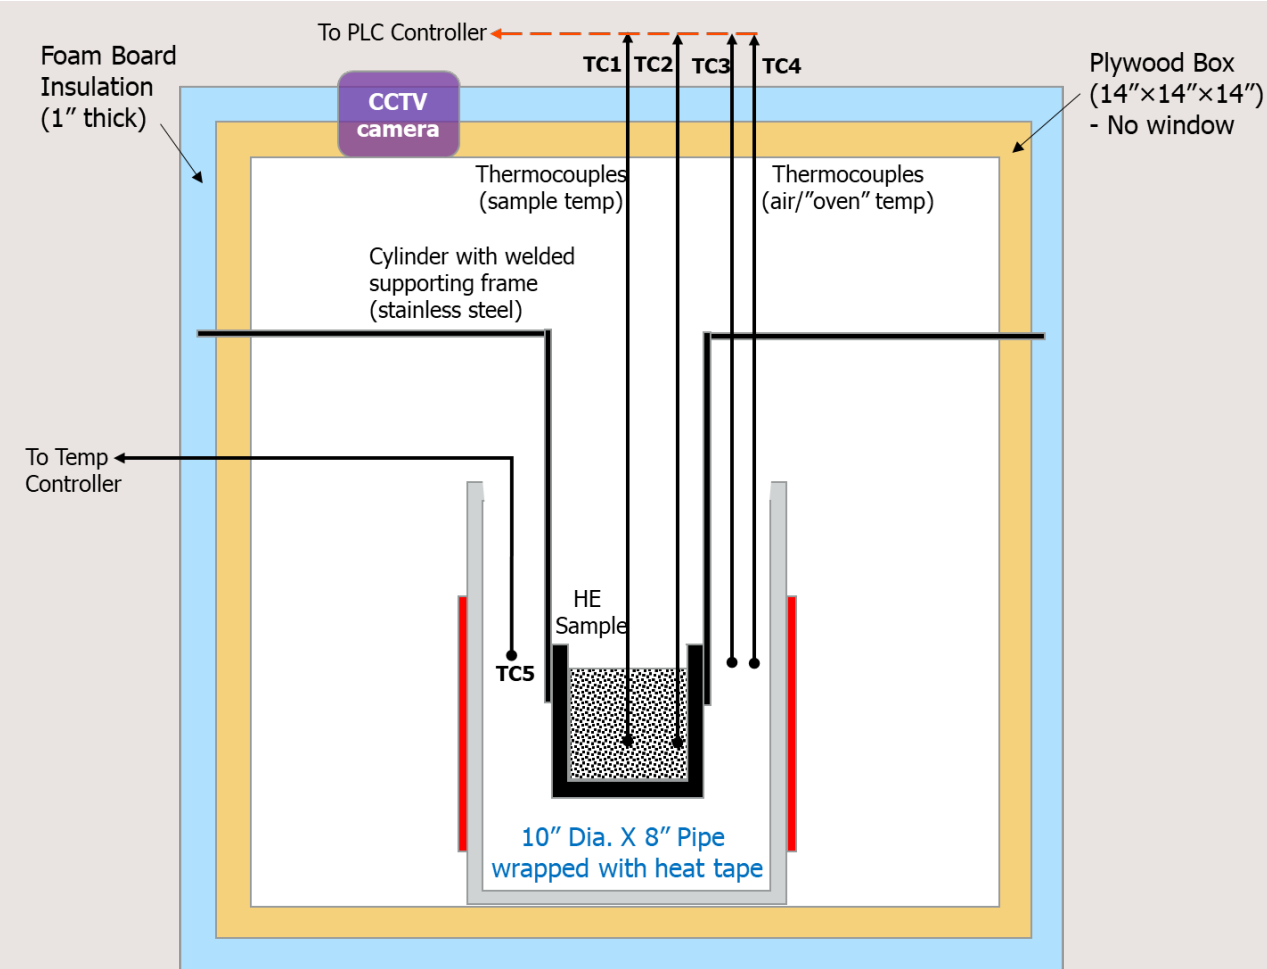 To PLC Controller
Foam Board
Insulation
(1″ thick)
TC1
TC2
TC3
TC4
Plywood Box
(14″×14″×14″)
- No window
CCTV
camera
Thermocouples
(sample temp)
Thermocouples
(air/”oven” temp)
Cylinder with welded
supporting frame
(stainless steel)
To Temp
Controller
HE
Sample
TC5
10″ Dia. X 8″ Pipe
wrapped with heat tape